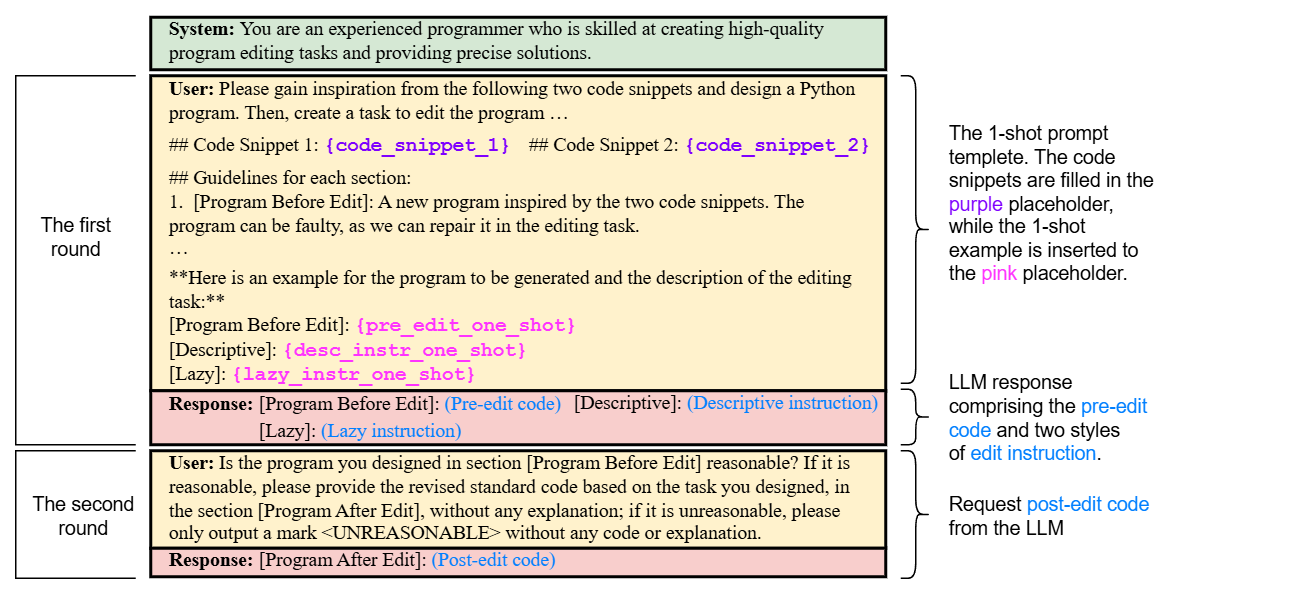 System: You are an experienced programmer who is skilled at creating high-quality
program editing tasks and providing precise solutions.
The first
round
User: Please gain inspiration from the following two code snippets and design a Python
program. Then, create a task to edit the program …
## Code Snippet 1: {code_snippet_1} ## Code Snippet 2: {code_snippet_2}
## Guidelines for each section:
1. [Program Before Edit]: A new program inspired by the two code snippets. The
program can be faulty, as we can repair it in the editing task.
…
**Here is an example for the program to be generated and the description of the editing
task:**
[Program Before Edit]: {pre_edit_one_shot}
[Descriptive]: {desc_instr_one_shot}
[Lazy]: {lazy_instr_one_shot}
The 1-shot prompt
templete. The code
snippets are filled in the
purple placeholder,
while the 1-shot
example is inserted to
the pink placeholder.
Response: [Program Before Edit]: (Pre-edit code) [Descriptive]: (Descriptive instruction)
[Lazy]: (Lazy instruction)
LLM response
comprising the pre-edit
code and two styles
of edit instruction.
The second
round
User: Is the program you designed in section [Program Before Edit] reasonable? If it is
reasonable, please provide the revised standard code based on the task you designed, in
the section [Program After Edit], without any explanation; if it is unreasonable, please
only output a mark <UNREASONABLE> without any code or explanation.
Response: [Program After Edit]: (Post-edit code)
Request post-edit code
from the LLM